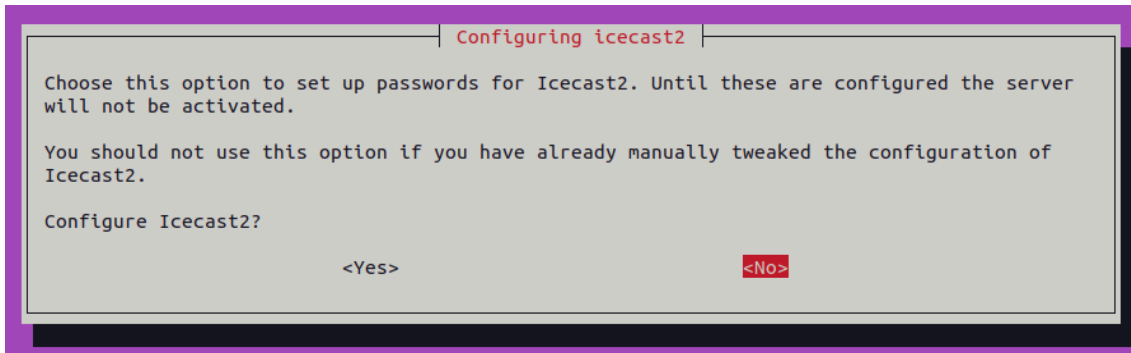 Configuring icecast2
Choose this option to set up passwords for Icecast2. Until these are configured the server
will not be activated.
You should not use this option if you have already manually tweaked the configuration of
Icecast2.
Configure Icecast2?
<Yes> <No>